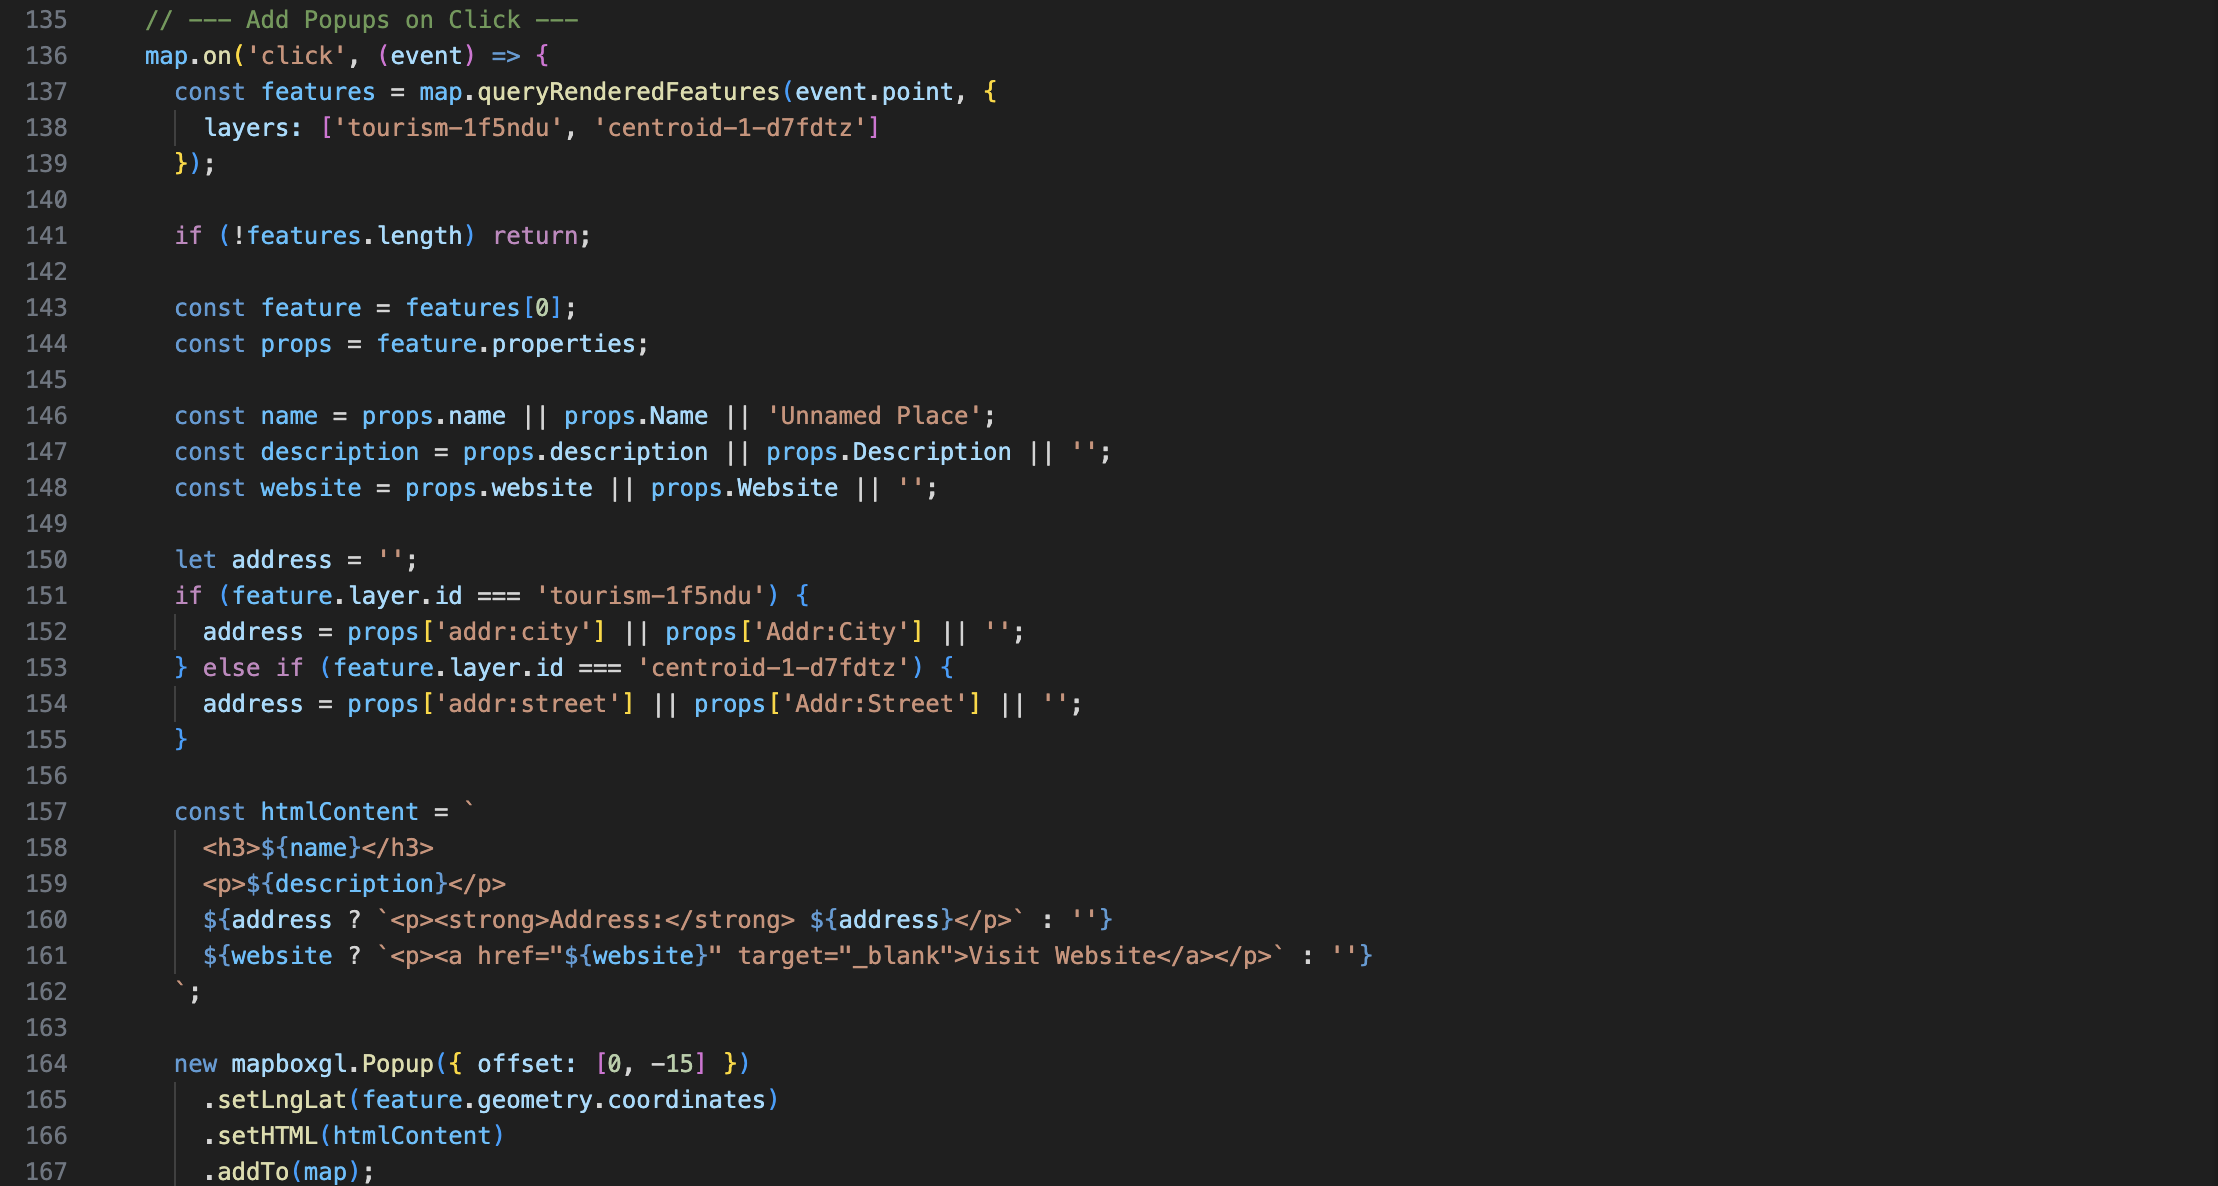 135 // --- Add Popups on Click ---
136 map.on('click', (event) => {
137 const features = map.queryRenderedFeatures(event.point, {
138 layers: ['tourism-1f5ndu', 'centroid-1-d7fdtz']
139 });
140
141 if (!features.length) return;
142
143 const feature = features[0];
144 const props = feature.properties;
145
146 const name = props.name || props.Name || 'Unnamed Place';
147 const description = props.description || props.Description || '';
148 const website = props.website || props.Website || '';
149
150 let address = '';
151 if (feature.layer.id === 'tourism-1f5ndu') {
152 address = props['addr:city'] || props['Addr:City'] || '';
153 } else if (feature.layer.id === 'centroid-1-d7fdtz') {
154 address = props['addr:street'] || props['Addr:Street'] || '';
155 }
156
157 const htmlContent = `
158 <h3>${name}</h3>
159 <p>${description}</p>
160 ${address ? `<p><strong>Address:</strong> ${address}</p>` : ''}
161 ${website ? `<p><a href="${website}" target="_blank">Visit Website</a></p>` : ''}
162 `;
163
164 new mapboxgl.Popup({ offset: [0, -15] })
165 .setLngLat(feature.geometry.coordinates)
166 .setHTML(htmlContent)
167 .addTo(map);